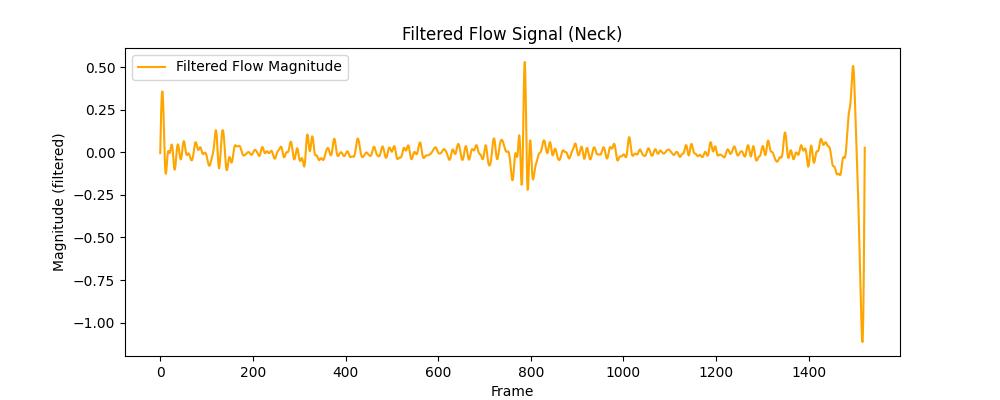 Filtered Flow Signal (Neck)
Filtered Flow Magnitude
Magnitude (filtered)
0.50
0.25
0.00
−0.25
−0.50
−0.75
−1.00
0 200 400 600 800 1000 1200 1400
Frame